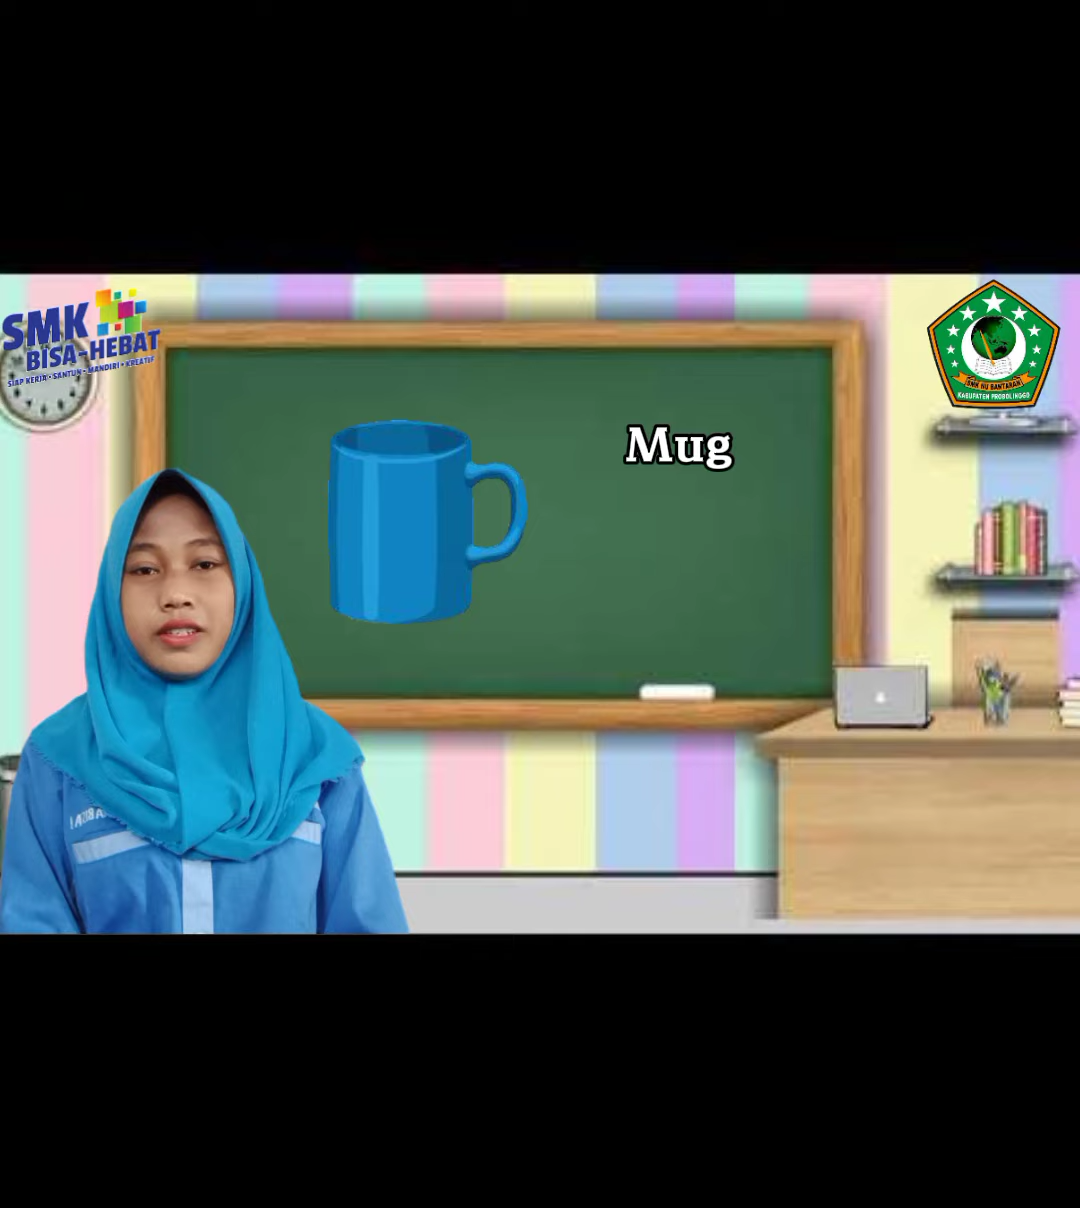 SMK
BISA-HEBAT
SIAP KERJA • SANTUN • MANDIRI • KREATIF
Mug
SMK NU BANTARAN
KABUPATEN PROBOLINGGO